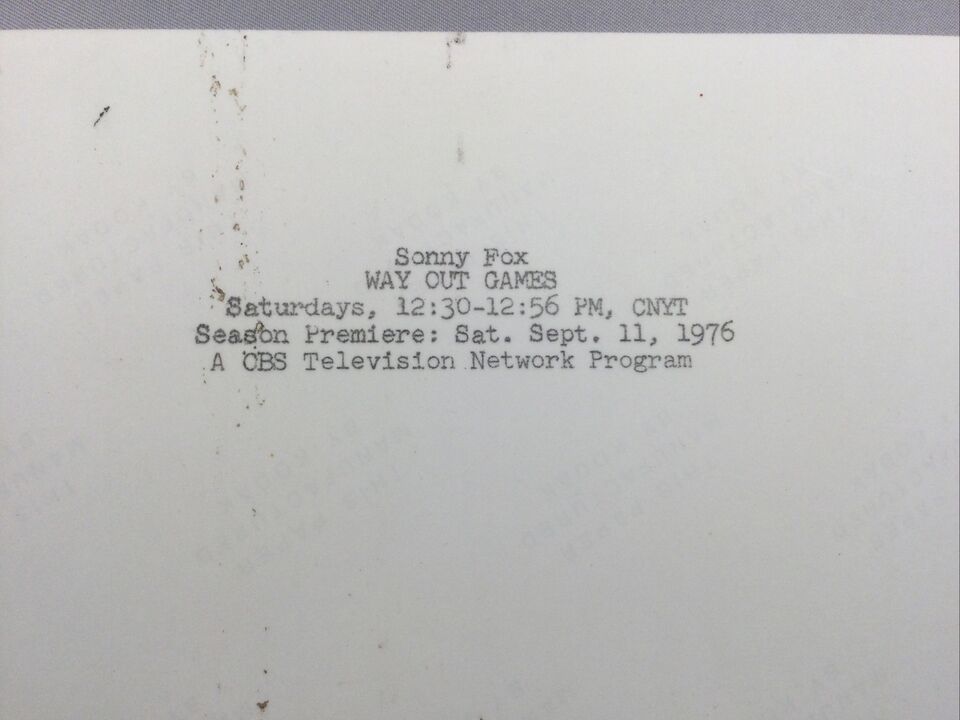 Sonny Fox
WAY OUT GAMES
Saturdays, 12:30-12:56 PM, CNYT
Season Premiere: Sat. Sept. 11, 1976
A CBS Television Network Program